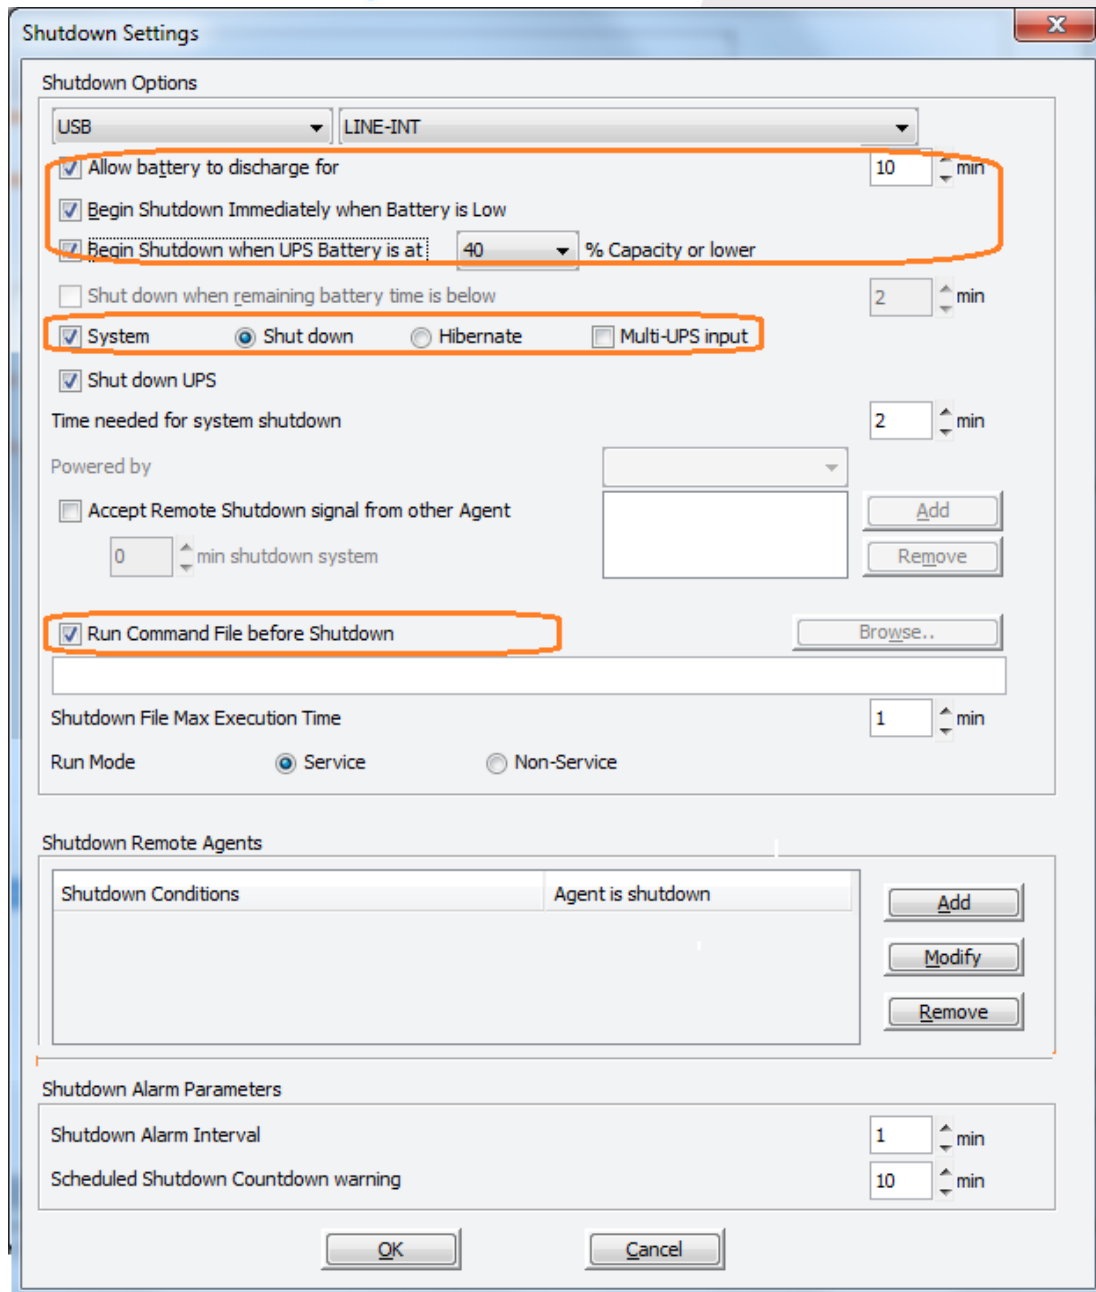 Shutdown Settings
Shutdown Options
USB LINE-INT
Allow battery to discharge for 10 min
Begin Shutdown Immediately when Battery is Low
Begin Shutdown when UPS Battery is at 40 % Capacity or lower
Shut down when remaining battery time is below 2 min
System Shut down Hibernate Multi-UPS input
Shut down UPS
Time needed for system shutdown 2 min
Powered by
Accept Remote Shutdown signal from other Agent Add
0 min shutdown system Remove
Run Command File before Shutdown Browse..
Shutdown File Max Execution Time 1 min
Run Mode Service Non-Service
Shutdown Remote Agents
Shutdown Conditions Agent is shutdown Add
Modify
Remove
Shutdown Alarm Parameters
Shutdown Alarm Interval 1 min
Scheduled Shutdown Countdown warning 10 min
OK Cancel